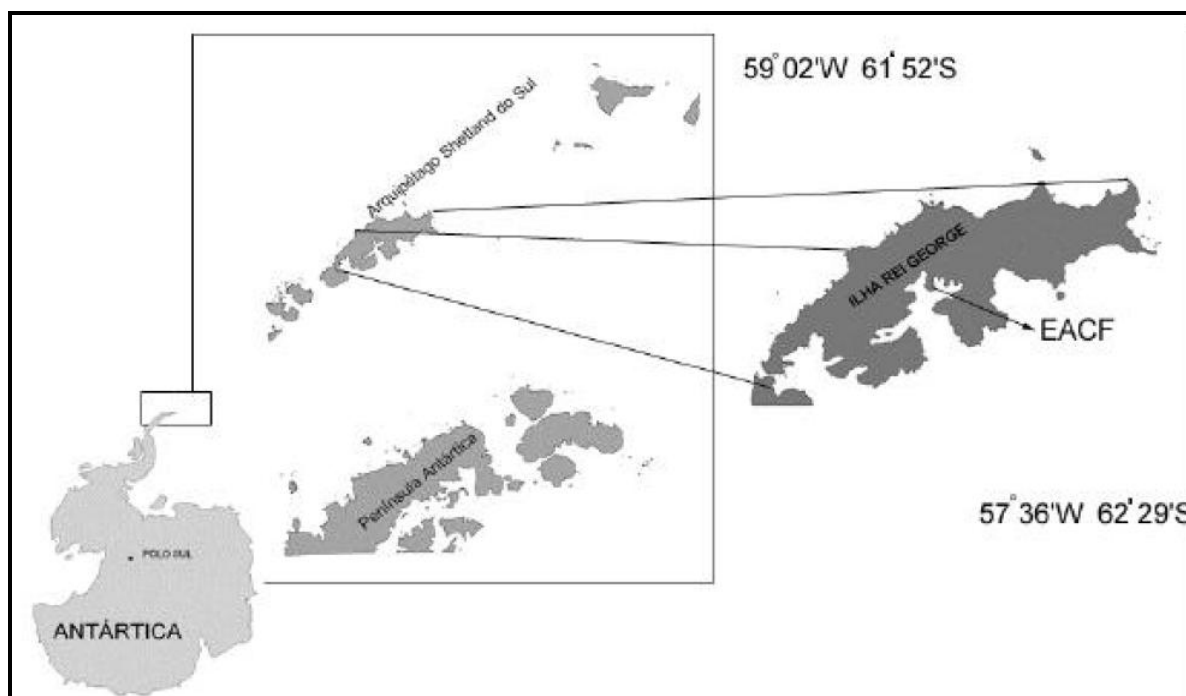 59°02'W 61°52'S
Arquipélago Shetland do Sul
ILHA REI GEORGE
EACF
Península Antártica
57°36'W 62°29'S
POLO SUL
ANTÁRTICA